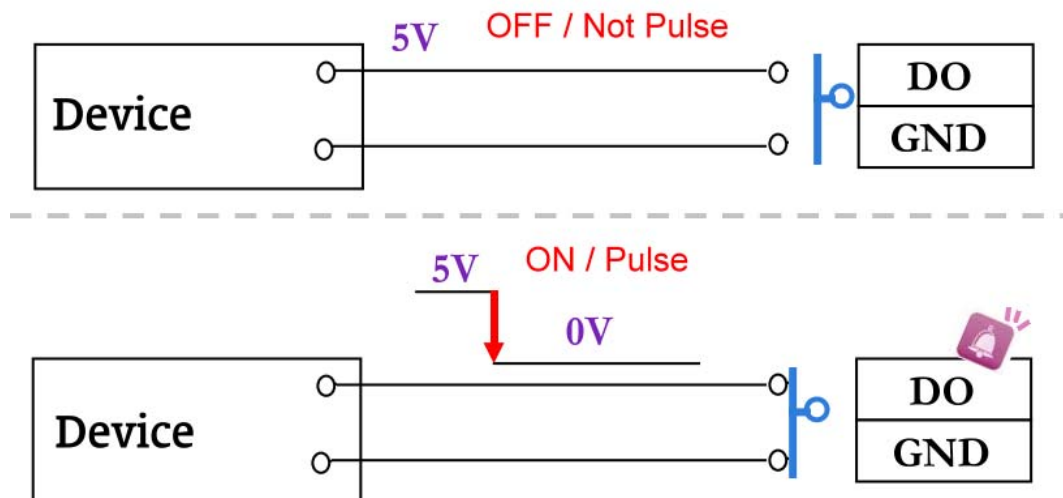 5V OFF / Not Pulse
Device
DO
GND
5V ON / Pulse
0V
Device
DO
GND